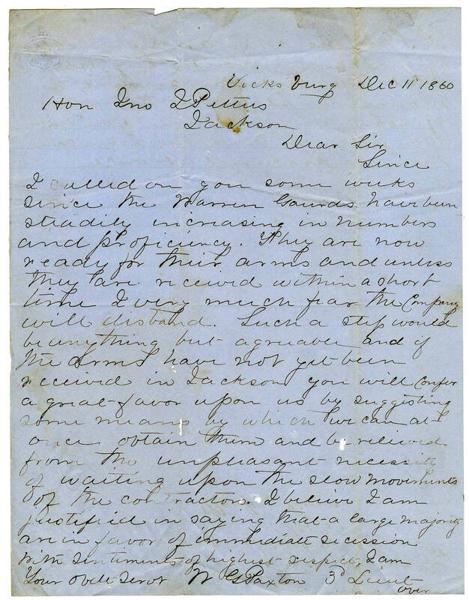 Vicksburg Dec 11 1860
Hon Jno J Pettus
Jackson
Dear Sir
Since
I called on you some weeks
since the Warren Guards have been
steadily increasing in numbers
and proficiency. They are now
ready for their arms and unless
they are received within a short
time I very much fear the Company
will disband. Such a step would
be anything but agreeable and if
the arms have not yet been
received in Jackson you will confer
a great favor upon us by suggesting
some means by which we can at
once obtain them and be relieved
from the unpleasant necessity
of waiting upon the slow movements
of the contractor. I believe I am
justified in saying that a large majority
are in favor of immediate secession
With sentiments of highest respect, I am
Your Obdt Servt W G Paxton 3d Lieut
over